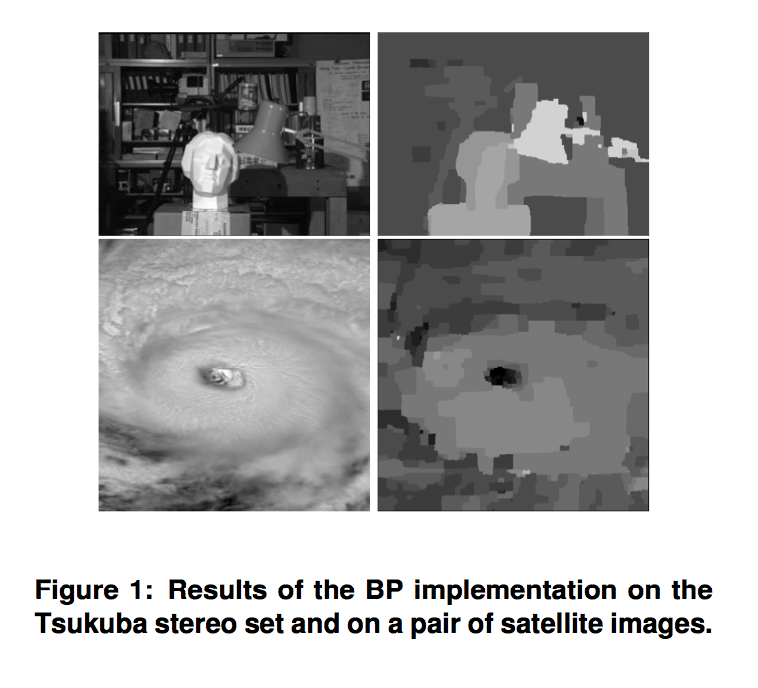 Figure 1: Results of the BP implementation on the
Tsukuba stereo set and on a pair of satellite images.